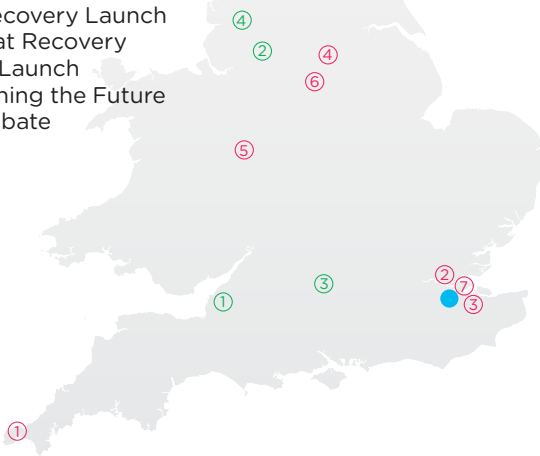 ecovery Launch
at Recovery
Launch
ning the Future
bate
④
②
④
⑥
⑤
②
③
⑦
①
③
①